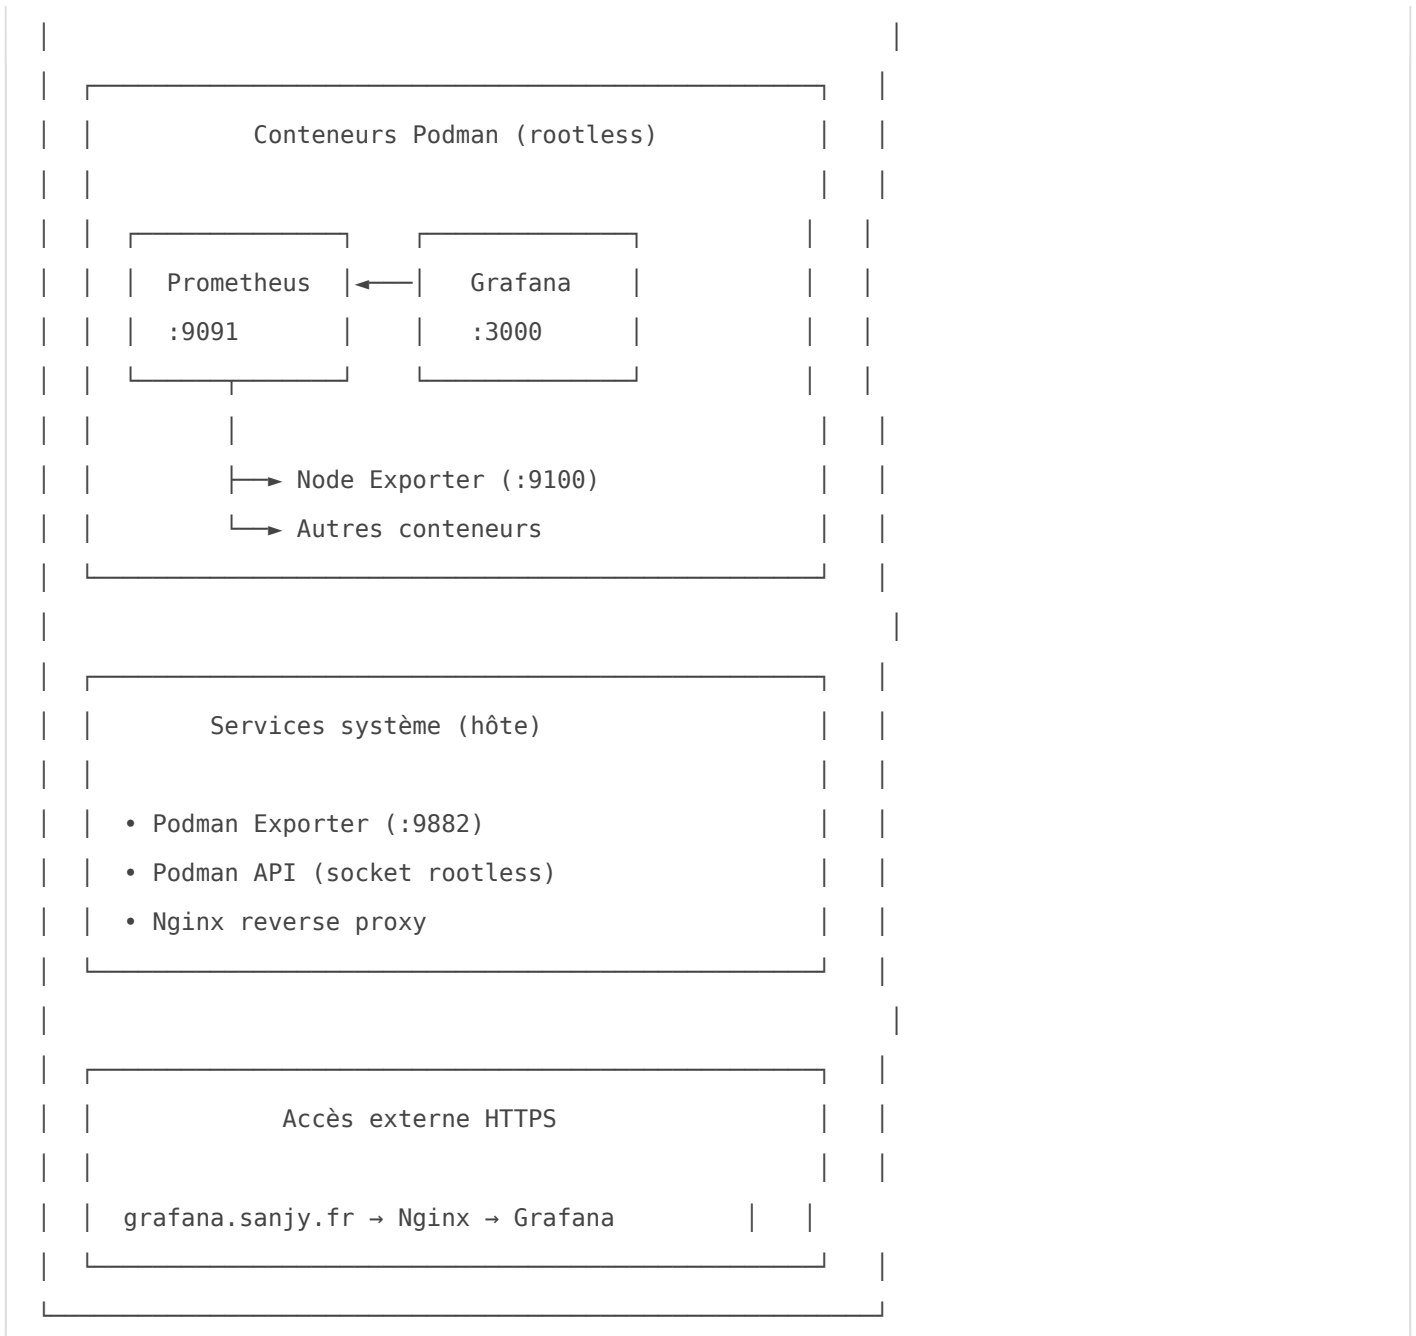 Conteneurs Podman (rootless)
Prometheus ◄── Grafana
:9091 :3000
├─► Node Exporter (:9100)
└─► Autres conteneurs
Services système (hôte)
• Podman Exporter (:9882)
• Podman API (socket rootless)
• Nginx reverse proxy
Accès externe HTTPS
grafana.sanjy.fr → Nginx → Grafana